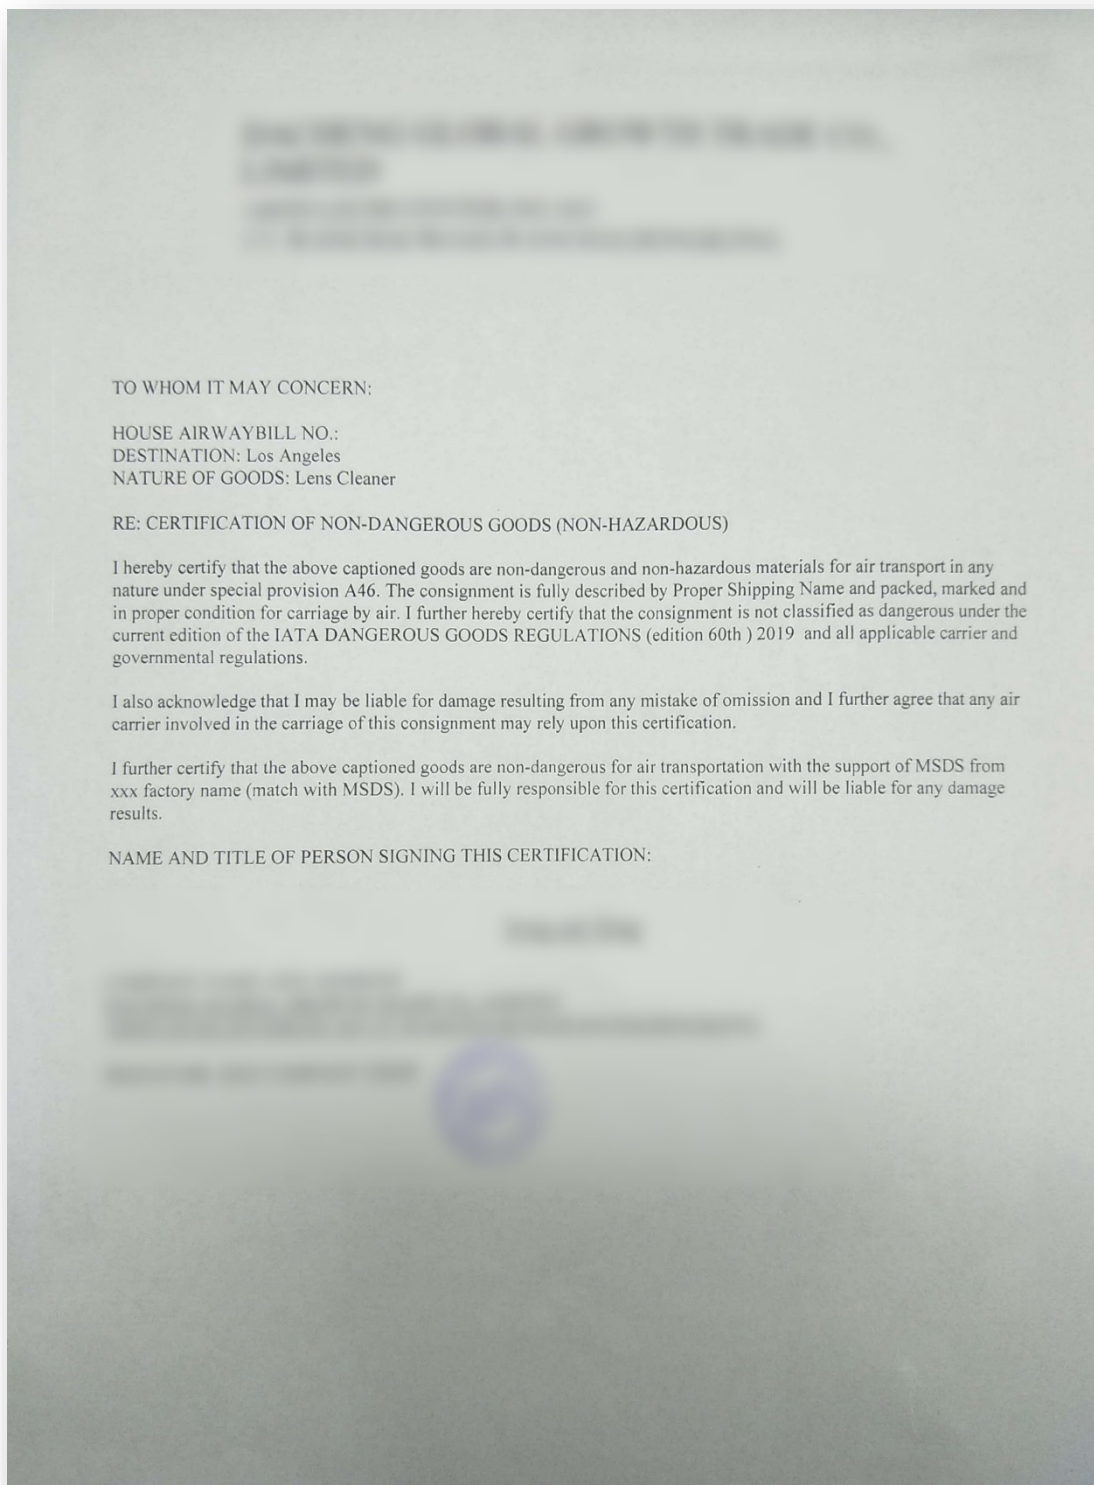 TO WHOM IT MAY CONCERN:
HOUSE AIRWAYBILL NO.:
DESTINATION: Los Angeles
NATURE OF GOODS: Lens Cleaner
RE: CERTIFICATION OF NON-DANGEROUS GOODS (NON-HAZARDOUS)
I hereby certify that the above captioned goods are non-dangerous and non-hazardous materials for air transport in any
nature under special provision A46. The consignment is fully described by Proper Shipping Name and packed, marked and
in proper condition for carriage by air. I further hereby certify that the consignment is not classified as dangerous under the
current edition of the IATA DANGEROUS GOODS REGULATIONS (edition 60th ) 2019 and all applicable carrier and
governmental regulations.
I also acknowledge that I may be liable for damage resulting from any mistake of omission and I further agree that any air
carrier involved in the carriage of this consignment may rely upon this certification.
I further certify that the above captioned goods are non-dangerous for air transportation with the support of MSDS from
xxx factory name (match with MSDS). I will be fully responsible for this certification and will be liable for any damage
results.
NAME AND TITLE OF PERSON SIGNING THIS CERTIFICATION: